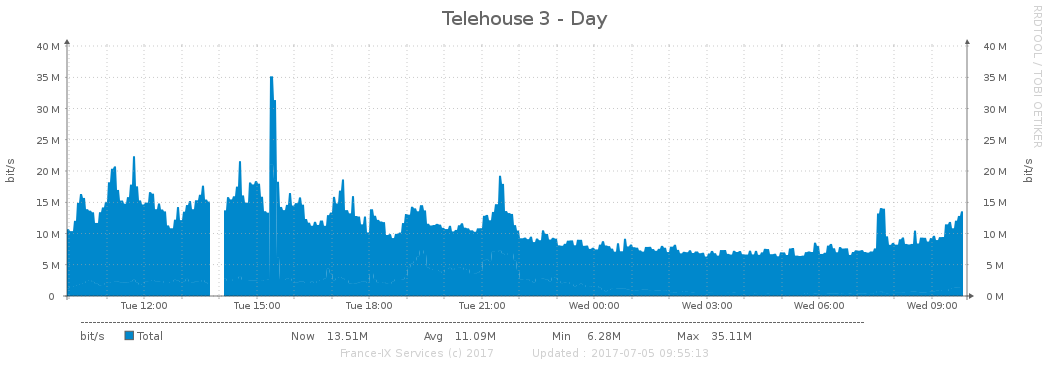 Telehouse 3 - Day
RRDTOOL / TOBI OETIKER
bit/s
40 M 40 M
35 M 35 M
30 M 30 M
25 M 25 M
20 M 20 M
15 M 15 M
10 M 10 M
5 M 5 M
0 0 M
bit/s
Tue 12:00 Tue 15:00 Tue 18:00 Tue 21:00 Wed 00:00 Wed 03:00 Wed 06:00 Wed 09:00
bit/s Total Now 13.51M Avg 11.09M Min 6.28M Max 35.11M
France-IX Services (c) 2017 Updated : 2017-07-05 09:55:13